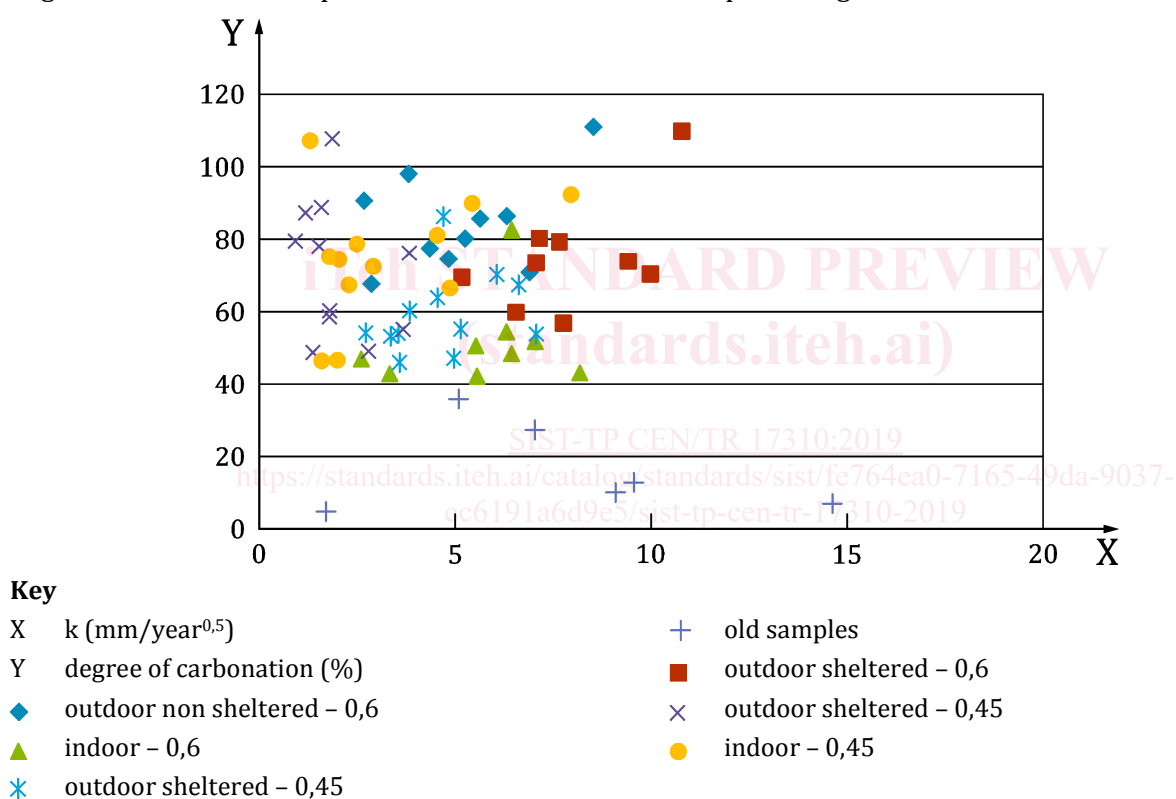 Y
120
100
80
60
40
20
0
0 5 10 15 20 X
iTeh STANDARD PREVIEW
(standards.iteh.ai)
SIST-TP CEN/TR 17310:2019
https://standards.iteh.ai/catalog/standards/sist/fe764ea0-7165-49da-9037-
cc6191a6d9e5/sist-tp-cen-tr-17310-2019
Key
X k (mm/year0,5)
Y degree of carbonation (%)
outdoor non sheltered – 0,6
indoor – 0,6
outdoor sheltered – 0,45
old samples
outdoor sheltered – 0,6
outdoor sheltered – 0,45
indoor – 0,45